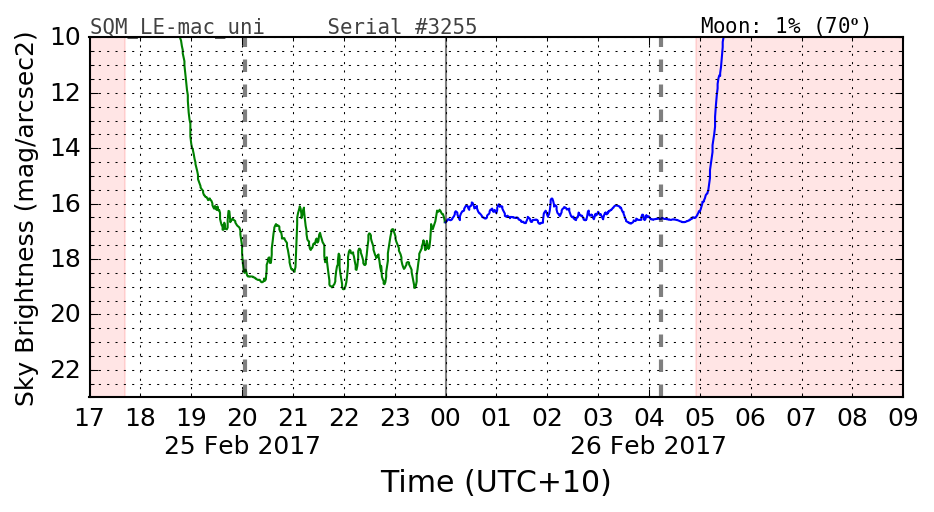 SQM_LE-mac_uni Serial #3255 Moon: 1% (70°)
Sky Brightness (mag/arcsec2)
10
12
14
16
18
20
22
17 18 19 20 21 22 23 00 01 02 03 04 05 06 07 08 09
25 Feb 2017 26 Feb 2017
Time (UTC+10)